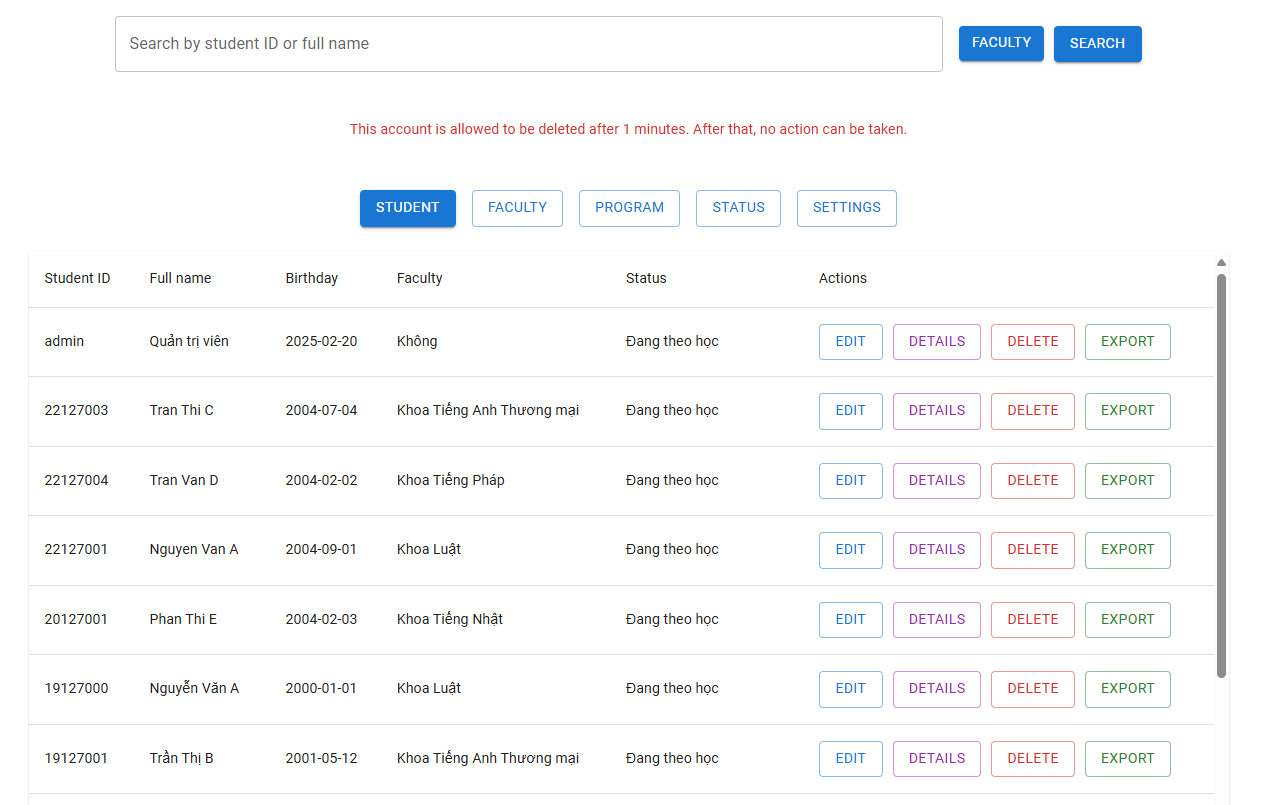 Search by student ID or full name
FACULTY SEARCH
This account is allowed to be deleted after 1 minutes. After that, no action can be taken.
STUDENT FACULTY PROGRAM STATUS SETTINGS
Student ID Full name Birthday Faculty Status Actions
admin Quản trị viên 2025-02-20 Không Đang theo học EDIT DETAILS DELETE EXPORT
22127003 Tran Thi C 2004-07-04 Khoa Tiếng Anh Thương mại Đang theo học EDIT DETAILS DELETE EXPORT
22127004 Tran Van D 2004-02-02 Khoa Tiếng Pháp Đang theo học EDIT DETAILS DELETE EXPORT
22127001 Nguyen Van A 2004-09-01 Khoa Luật Đang theo học EDIT DETAILS DELETE EXPORT
20127001 Phan Thi E 2004-02-03 Khoa Tiếng Nhật Đang theo học EDIT DETAILS DELETE EXPORT
19127000 Nguyễn Văn A 2000-01-01 Khoa Luật Đang theo học EDIT DETAILS DELETE EXPORT
19127001 Trần Thị B 2001-05-12 Khoa Tiếng Anh Thương mại Đang theo học EDIT DETAILS DELETE EXPORT